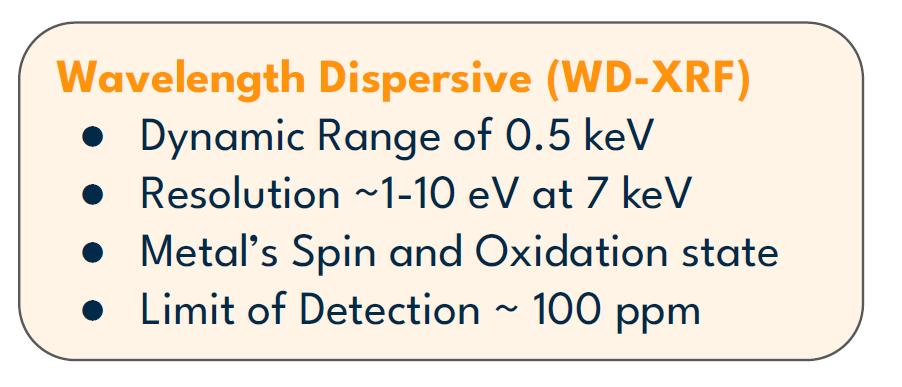 Wavelength Dispersive (WD-XRF)
● Dynamic Range of 0.5 keV
● Resolution ~1-10 eV at 7 keV
● Metal’s Spin and Oxidation state
● Limit of Detection ~ 100 ppm